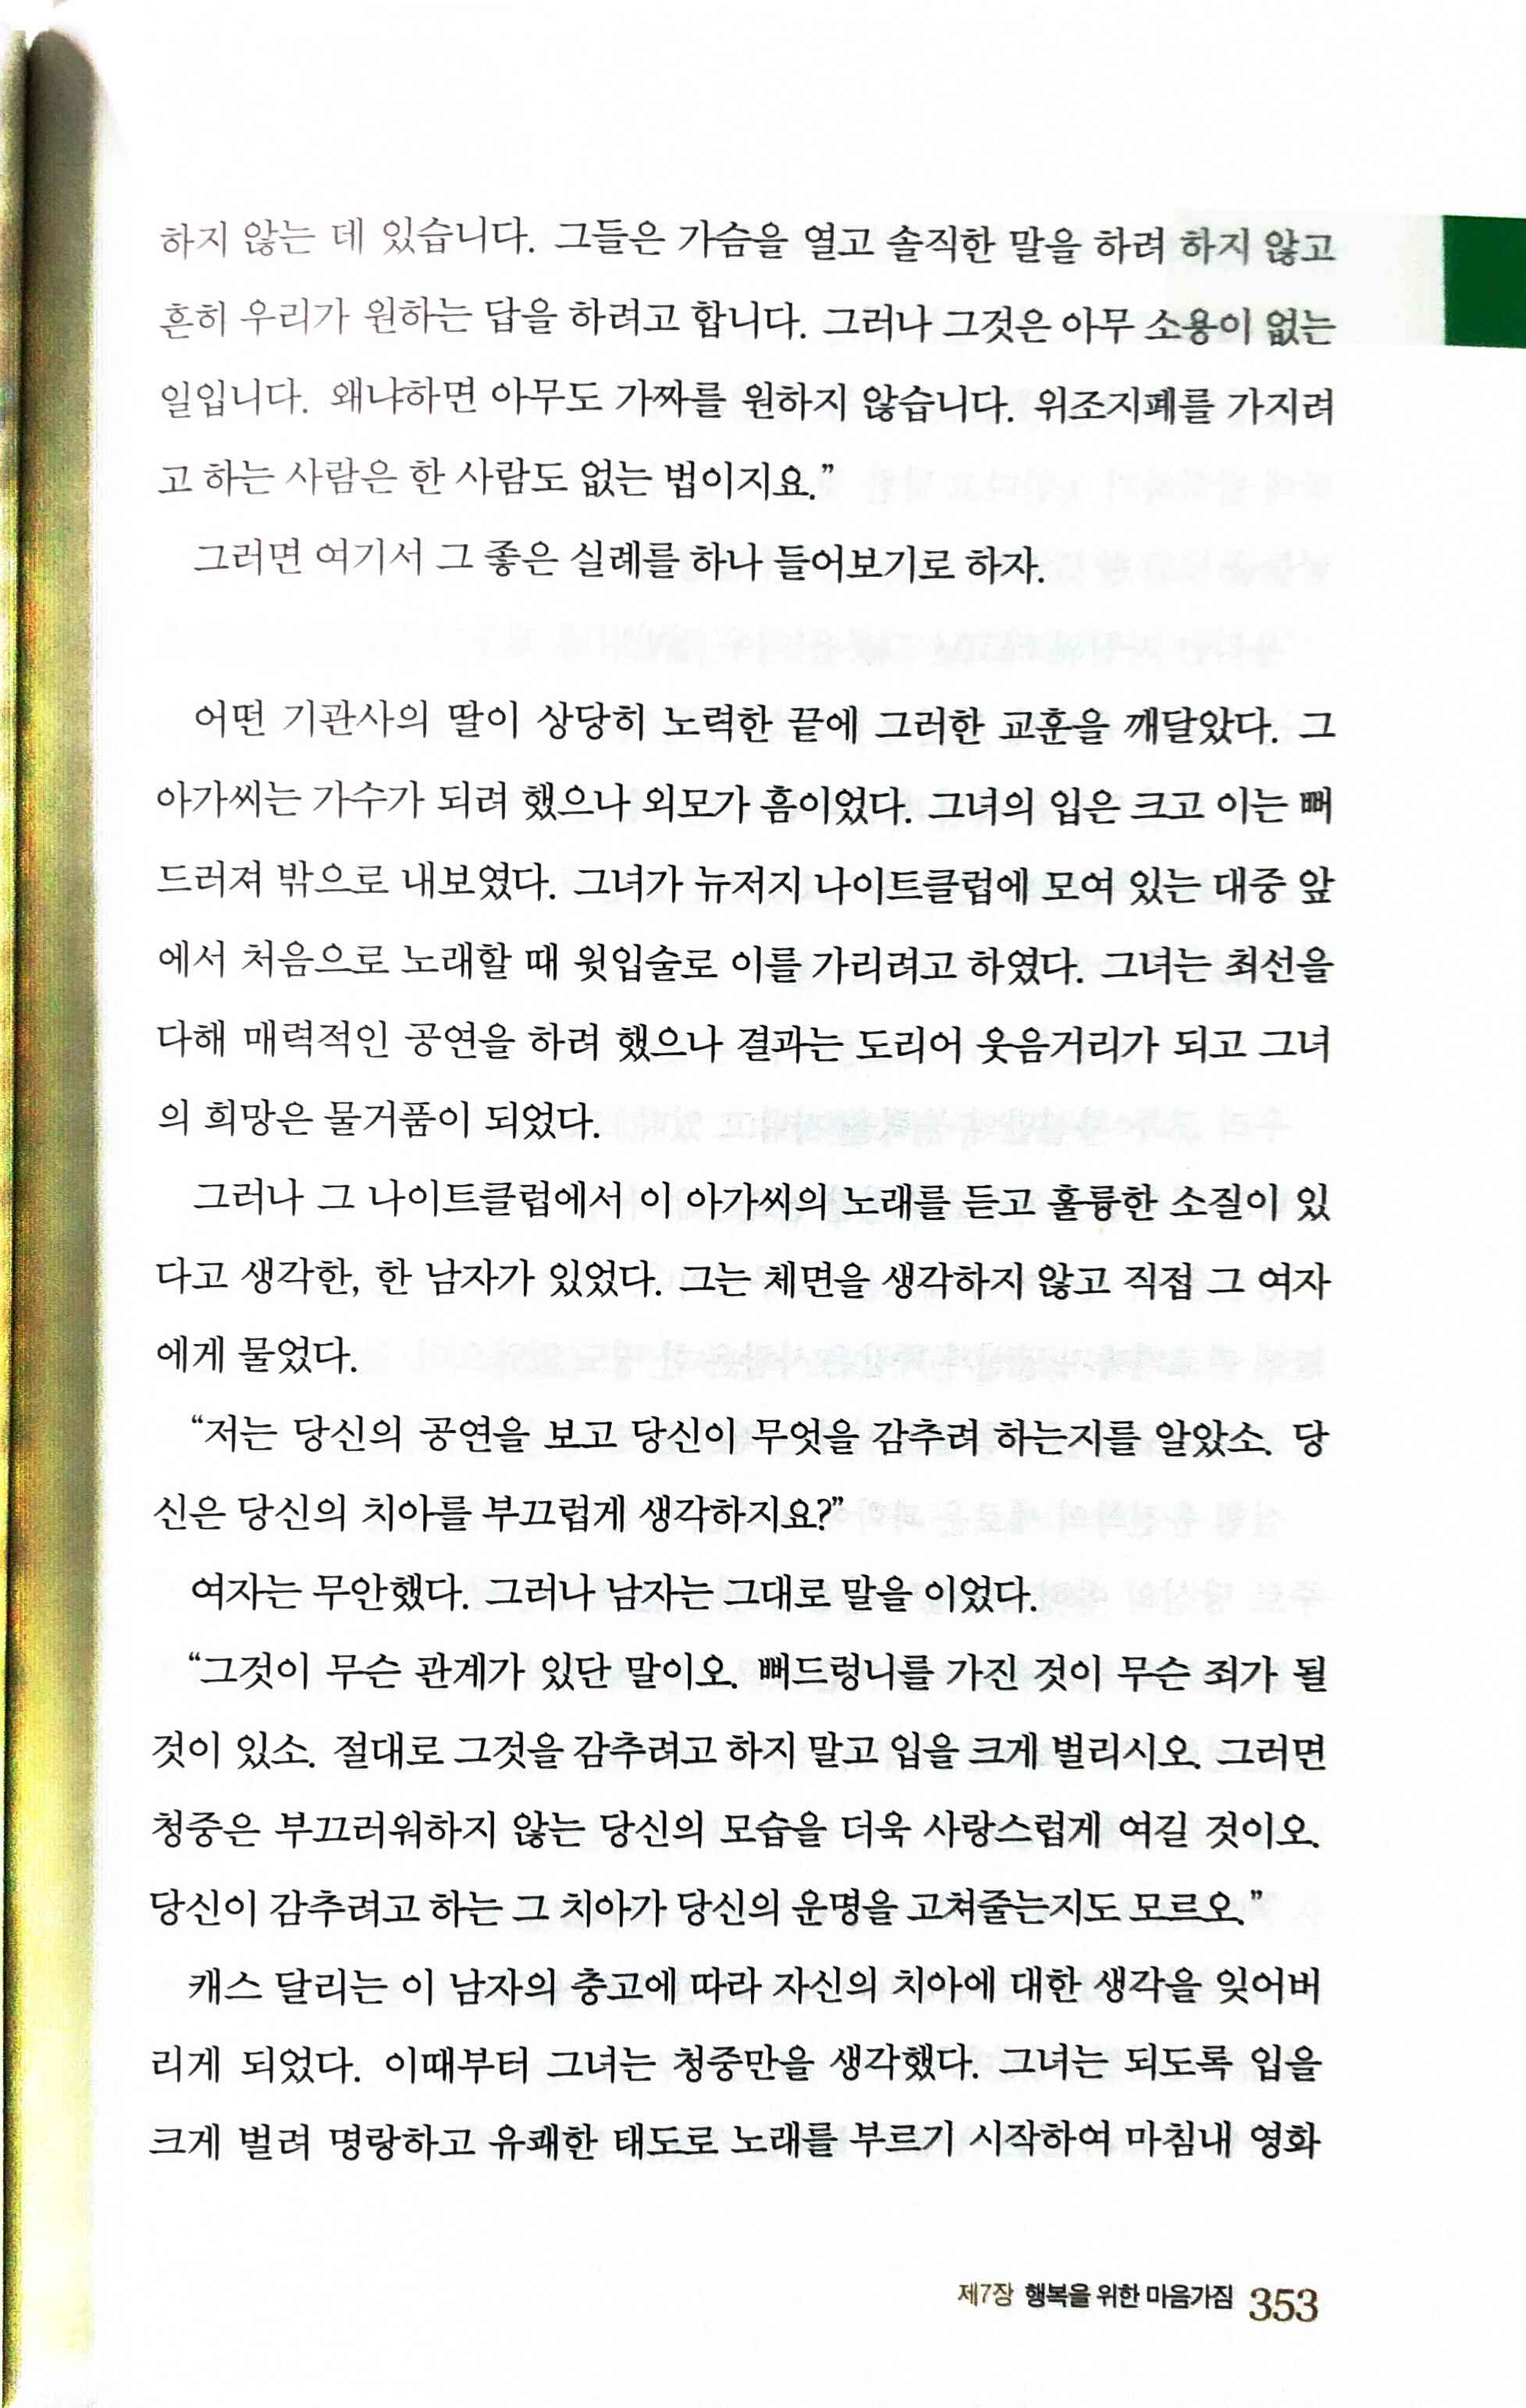 하지 않는 데 있습니다. 그들은 가슴을 열고 솔직한 말을 하려 하지 않고
흔히 우리가 원하는 답을 하려고 합니다. 그러나 그것은 아무 소용이 없는
일입니다. 왜냐하면 아무도 가짜를 원하지 않습니다. 위조지폐를 가지려
고 하는 사람은 한 사람도 없는 법이지요.”
그러면 여기서 그 좋은 실례를 하나 들어보기로 하자.
어떤 기관사의 딸이 상당히 노력한 끝에 그러한 교훈을 깨달았다. 그
아가씨는 가수가 되려 했으나 외모가 흠이었다. 그녀의 입은 크고 이는 뻐
드러져 밖으로 내보였다. 그녀가 뉴저지 나이트클럽에 모여 있는 대중 앞
에서 처음으로 노래할 때 윗입술로 이를 가리려고 하였다. 그녀는 최선을
다해 매력적인 공연을 하려 했으나 결과는 도리어 웃음거리가 되고 그녀
의 희망은 물거품이 되었다.
그러나 그 나이트클럽에서 이 아가씨의 노래를 듣고 훌륭한 소질이 있
다고 생각한, 한 남자가 있었다. 그는 체면을 생각하지 않고 직접 그 여자
에게 물었다.
“저는 당신의 공연을 보고 당신이 무엇을 감추려 하는지를 알았소. 당
신은 당신의 치아를 부끄럽게 생각하지요?”
여자는 무안했다. 그러나 남자는 그대로 말을 이었다.
“그것이 무슨 관계가 있단 말이오. 뻐드렁니를 가진 것이 무슨 죄가 될
것이 있소. 절대로 그것을 감추려고 하지 말고 입을 크게 벌리시오. 그러면
청중은 부끄러워하지 않는 당신의 모습을 더욱 사랑스럽게 여길 것이오.
당신이 감추려고 하는 그 치아가 당신의 운명을 고쳐줄는지도 모르오.”
캐스 달리는 이 남자의 충고에 따라 자신의 치아에 대한 생각을 잊어버
리게 되었다. 이때부터 그녀는 청중만을 생각했다. 그녀는 되도록 입을
크게 벌려 명랑하고 유쾌한 태도로 노래를 부르기 시작하여 마침내 영화
제7장 행복을 위한 마음가짐 353